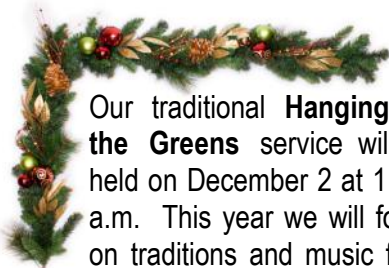 Our traditional Hanging
the Greens service will
held on December 2 at 1
a.m. This year we will fo
on traditions and music f